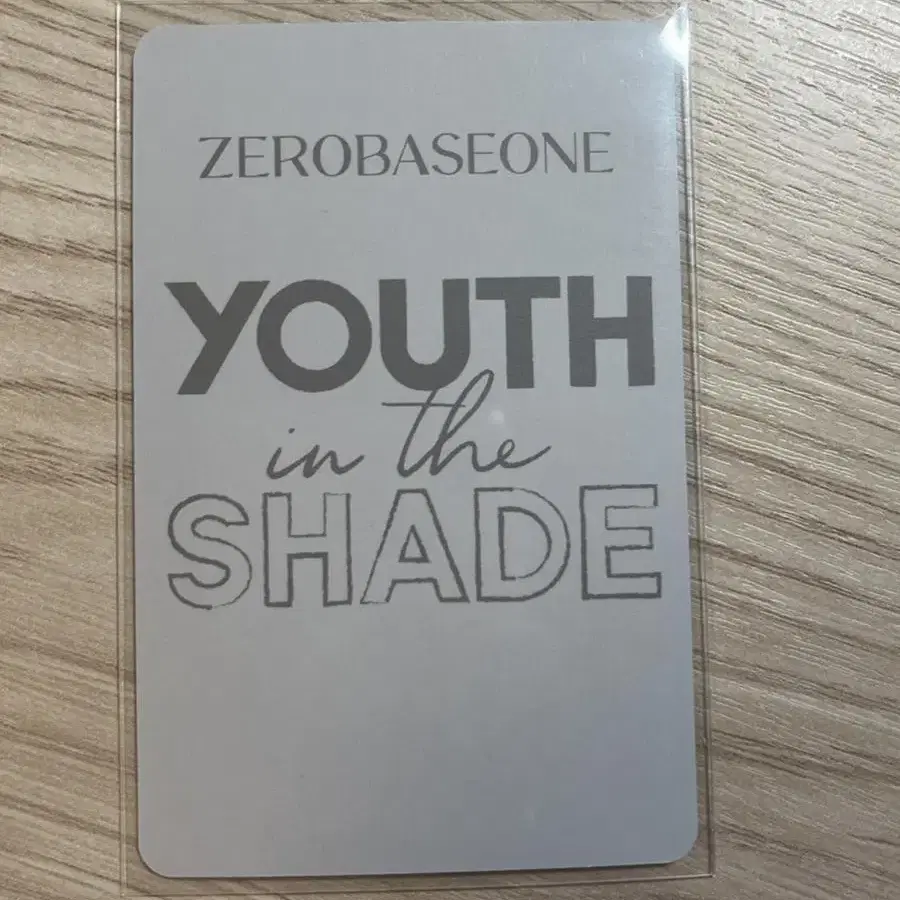 ZEROBASEONE
YOUTH
in the
SHADE